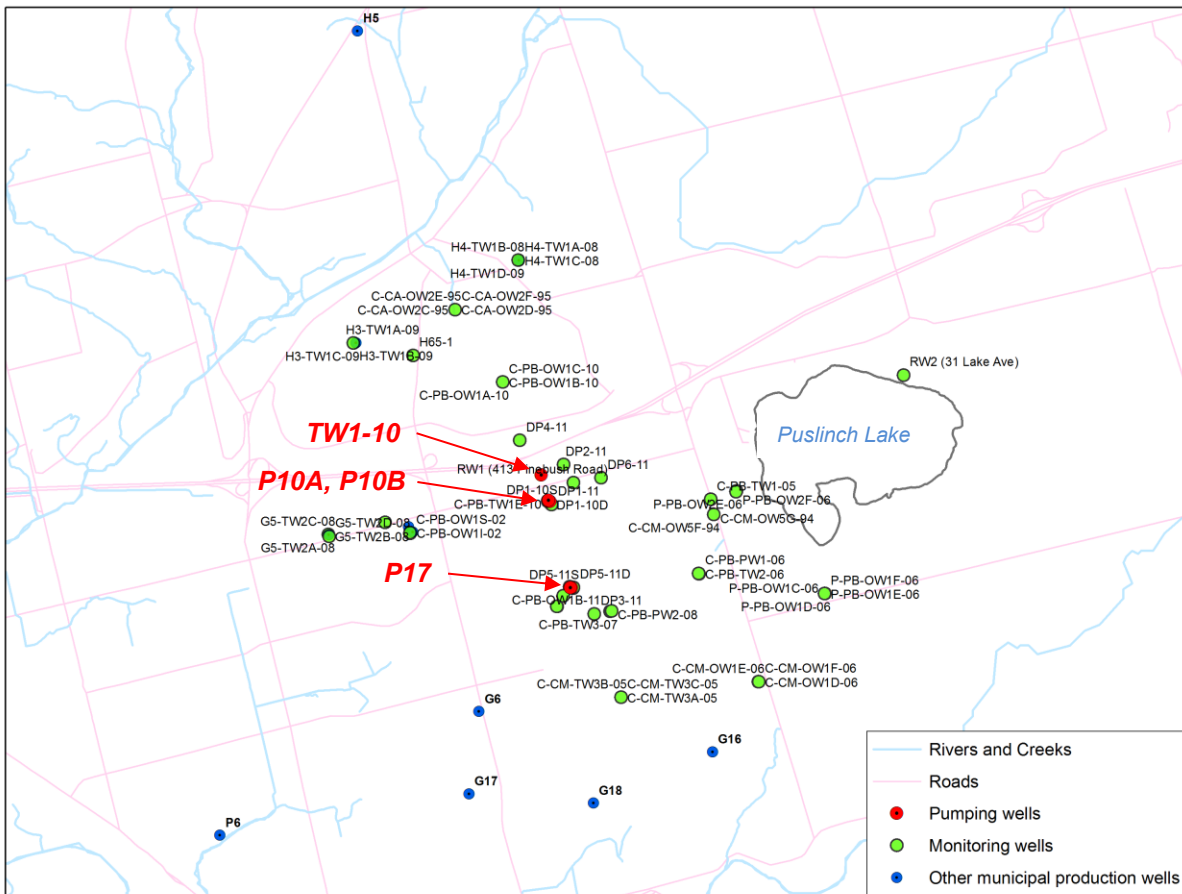 H5
H4-TW1B-08H4-TW1A-08
H4-TW1C-08
H4-TW1D-09
C-CA-OW2E-95C-CA-OW2F-95
C-CA-OW2C-95 C-CA-OW2D-95
H3-TW1A-09
H65-1
H3-TW1C-09H3-TW1B-09
C-PB-OW1C-10
C-PB-OW1B-10
C-PB-OW1A-10
RW2 (31 Lake Ave)
Puslinch Lake
TW1-10
DP4-11
DP2-11
RW1 (413 Pinebush Road)
DP6-11
P10A, P10B
DP1-10S
DP1-11
C-PB-TW1E-10
DP1-10D
C-PB-TW1-05
P-PB-OW2E-06
P-PB-OW2F-06
C-CM-OW5G-94
C-CM-OW5F-94
G5-TW2C-08
G5-TW2D-08
C-PB-OW1S-02
G5-TW2B-08
C-PB-OW1I-02
G5-TW2A-08
P17
DP5-11S
DP5-11D
C-PB-OW1B-11
DP3-11
C-PB-PW2-08
C-PB-TW3-07
C-PB-PW1-06
C-PB-TW2-06
P-PB-OW1C-06
P-PB-OW1F-06
P-PB-OW1E-06
P-PB-OW1D-06
C-CM-OW1E-06C-CM-OW1F-06
C-CM-OW1D-06
C-CM-TW3B-05C-CM-TW3C-05
C-CM-TW3A-05
G6
G16
G17
G18
P6
Rivers and Creeks
Roads
Pumping wells
Monitoring wells
Other municipal production wells